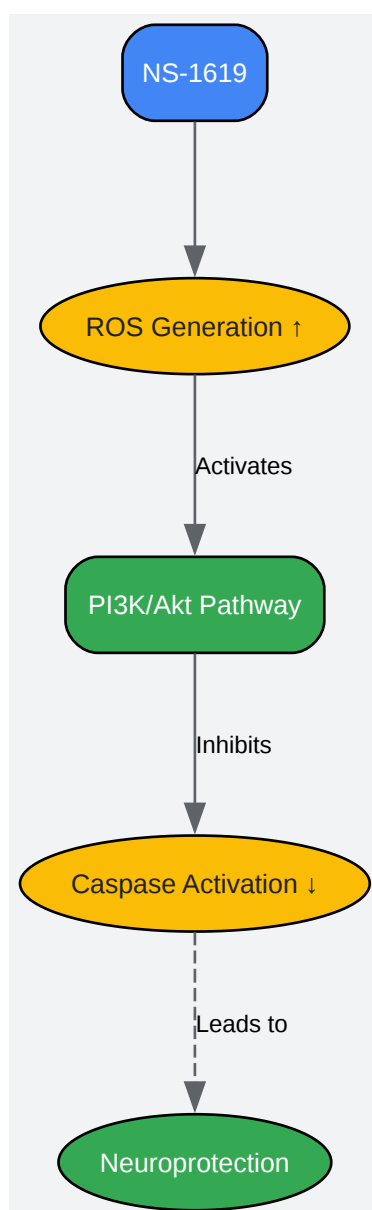 NS-1619
ROS Generation ↑
Activates
PI3K/Akt Pathway
Inhibits
Caspase Activation ↓
Leads to
Neuroprotection